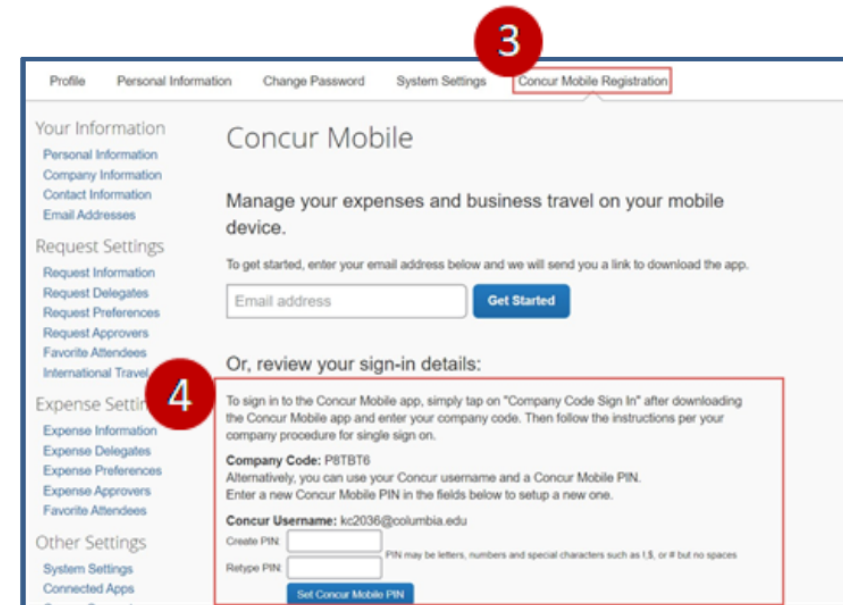 3
Profile Personal Information Change Password System Settings Concur Mobile Registration
Your Information
Personal Information
Company Information
Contact Information
Email Addresses
Request Settings
Request Information
Request Delegates
Request Preferences
Request Approvers
Favorite Attendees
International Travel
Expense Settin
Expense Information
Expense Delegates
Expense Preferences
Expense Approvers
Favorite Attendees
Other Settings
System Settings
Connected Apps
Concur Mobile
Manage your expenses and business travel on your mobile
device.
To get started, enter your email address below and we will send you a link to download the app.
Email address Get Started
Or, review your sign-in details:
4
To sign in to the Concur Mobile app, simply tap on "Company Code Sign In" after downloading
the Concur Mobile app and enter your company code. Then follow the instructions per your
company procedure for single sign on.
Company Code: P8TBT6
Alternatively, you can use your Concur username and a Concur Mobile PIN.
Enter a new Concur Mobile PIN in the fields below to setup a new one.
Concur Username: kc2036@columbia.edu
Create PIN:
PIN may be letters, numbers and special characters such as !,$, or # but no spaces
Retype PIN:
Set Concur Mobile PIN